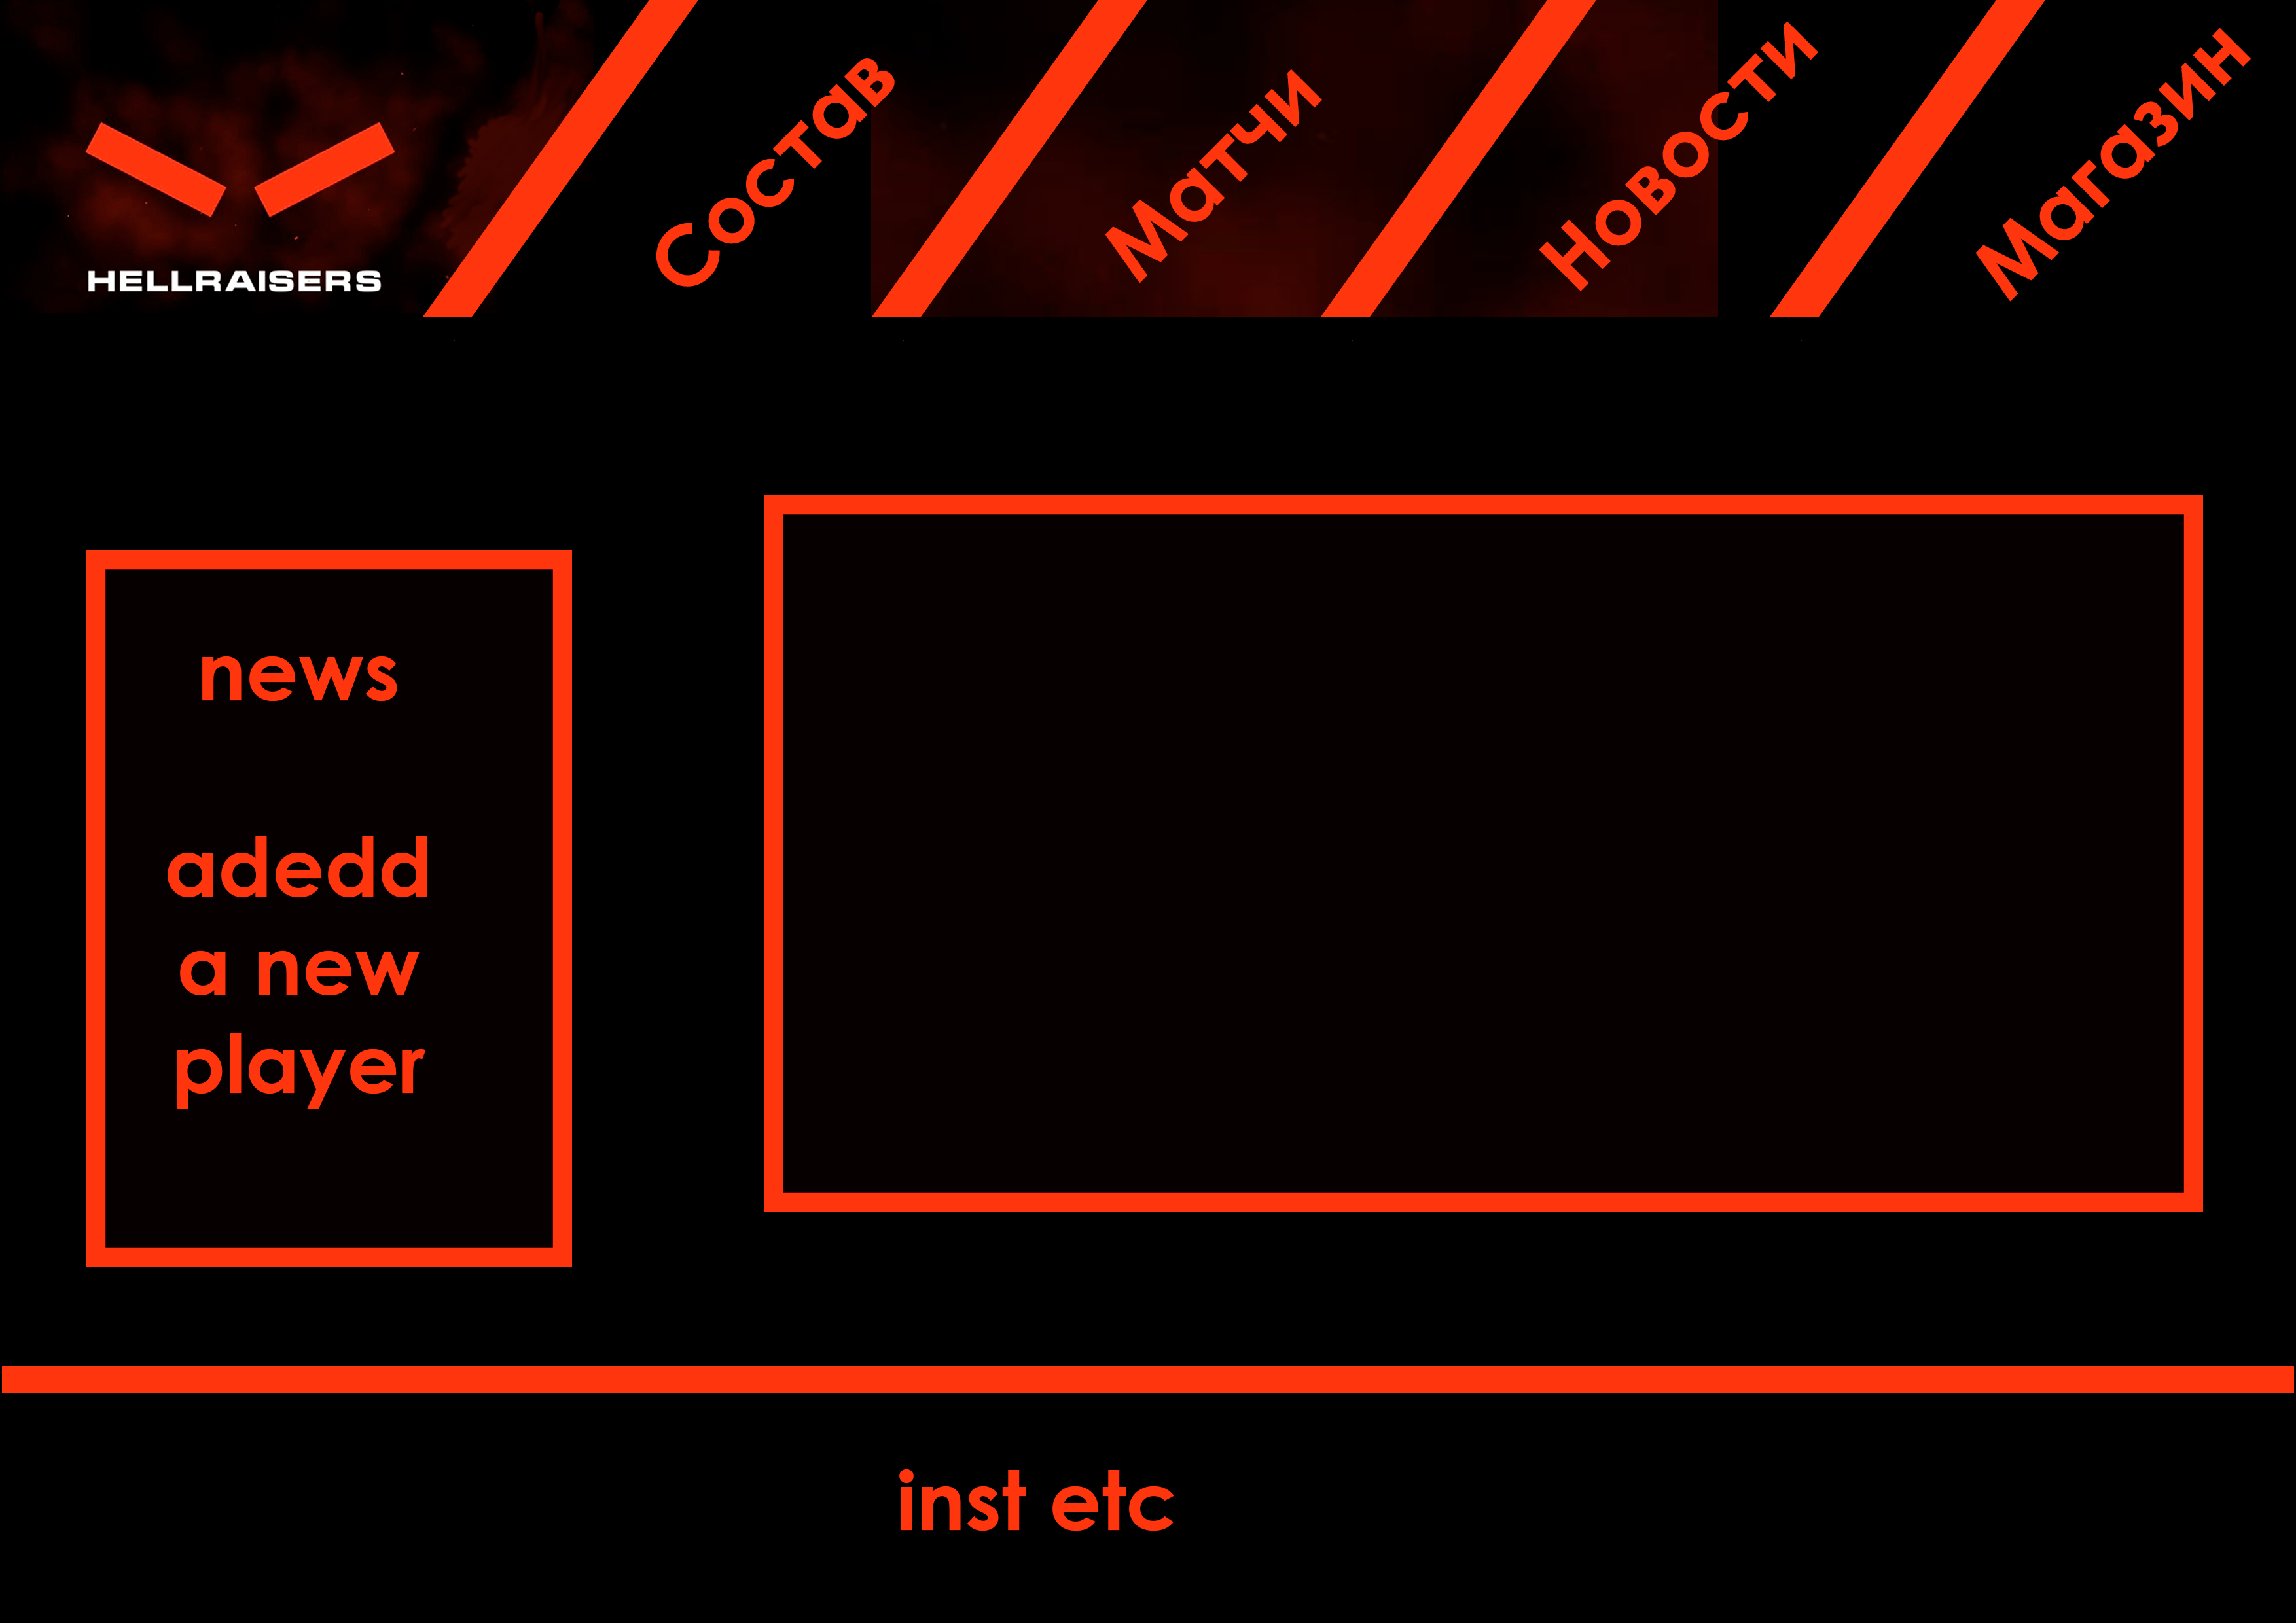 HELLRAISERS
Состав
Матчи
Новости
Магазин
news
adedd
a new
player
inst etc